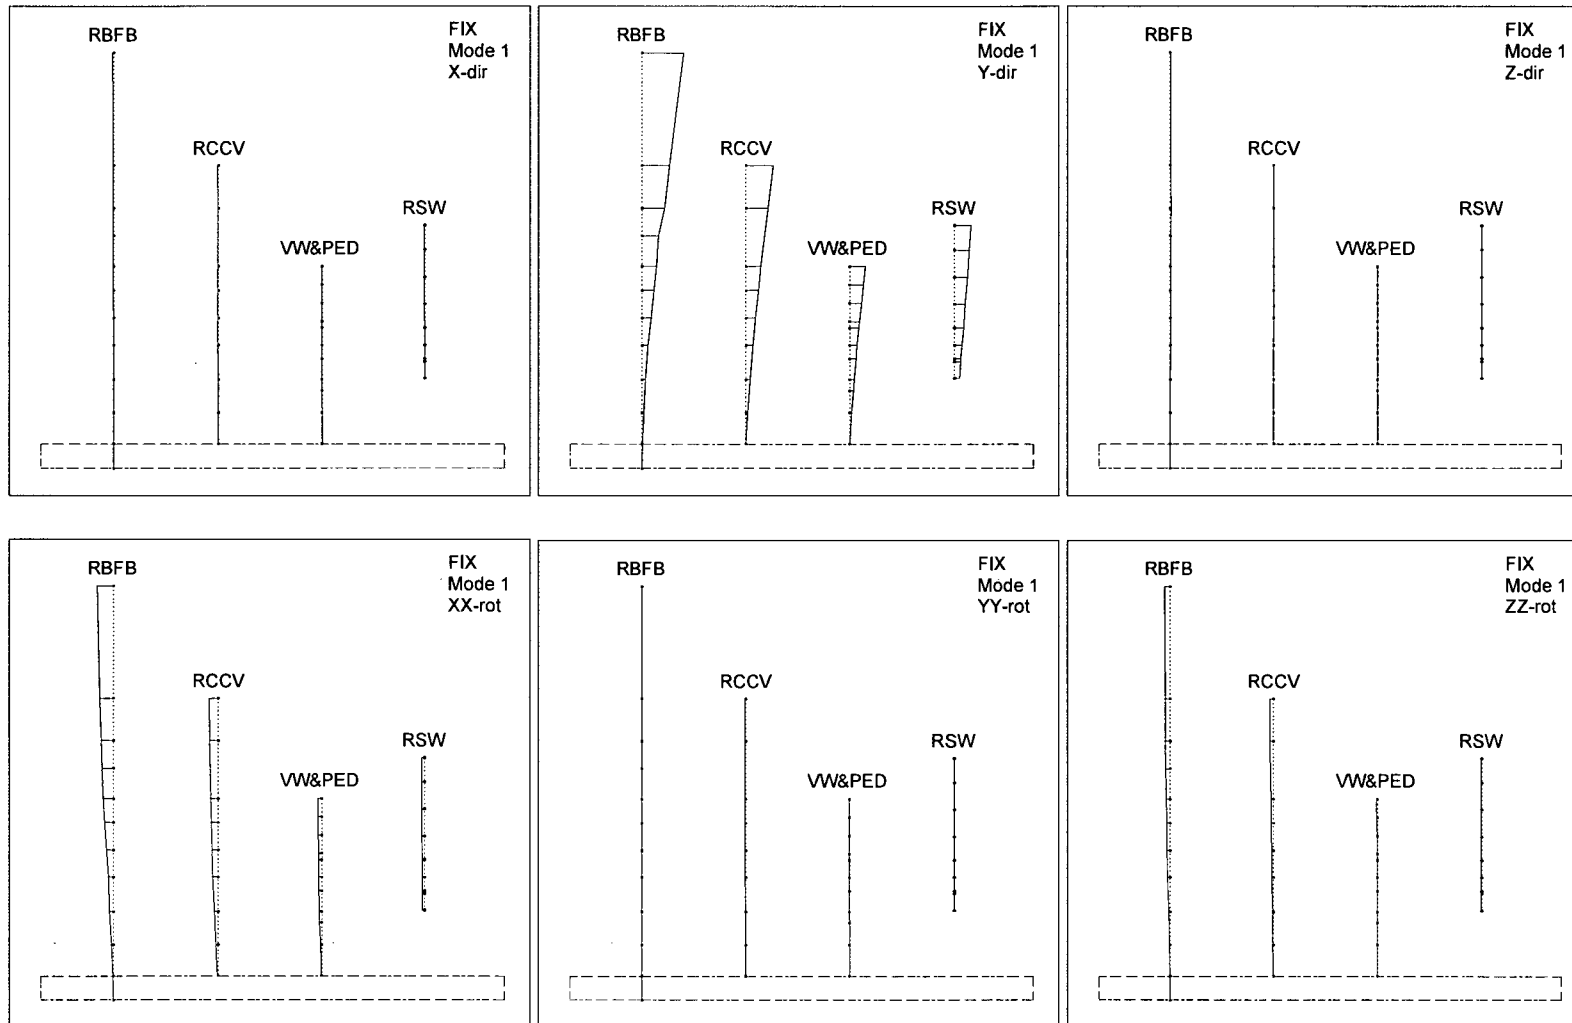 RBFB
FIX
Mode 1
X-dir
RCCV
RSW
VW&PED
RBFB
FIX
Mode 1
Y-dir
RCCV
RSW
VW&PED
RBFB
FIX
Mode 1
Z-dir
RCCV
RSW
VW&PED
RBFB
FIX
Mode 1
XX-rot
RCCV
RSW
VW&PED
RBFB
FIX
Mode 1
YY-rot
RCCV
RSW
VW&PED
RBFB
FIX
Mode 1
ZZ-rot
RCCV
RSW
VW&PED